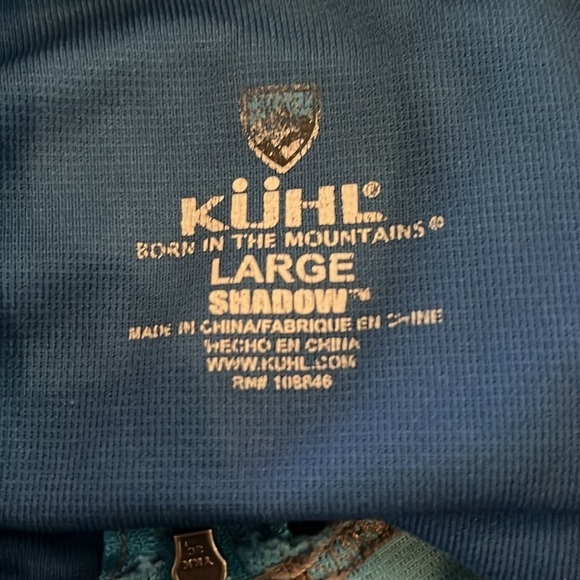 KÜHL®
BORN IN THE MOUNTAINS®
LARGE
SHADOW™
MADE IN CHINA/FABRIQUE EN CHINE
HECHO EN CHINA
WWW.KUHL.COM
RN# 108846
YKK